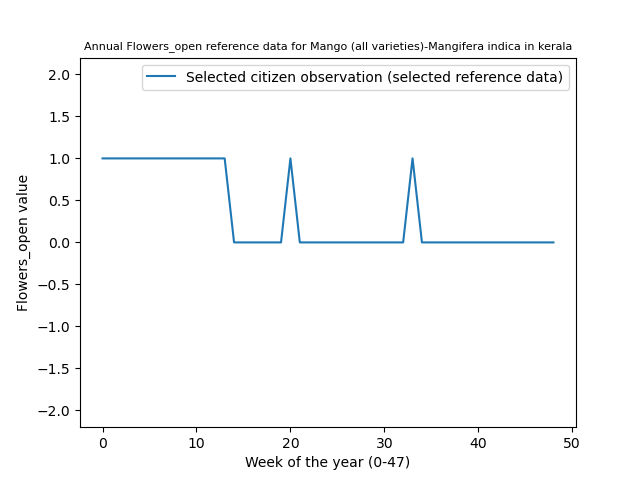 Annual Flowers_open reference data for Mango (all varieties)-Mangifera indica in kerala
Selected citizen observation (selected reference data)
2.0
1.5
1.0
0.5
0.0
−0.5
−1.0
−1.5
−2.0
Flowers_open value
0 10 20 30 40 50
Week of the year (0-47)